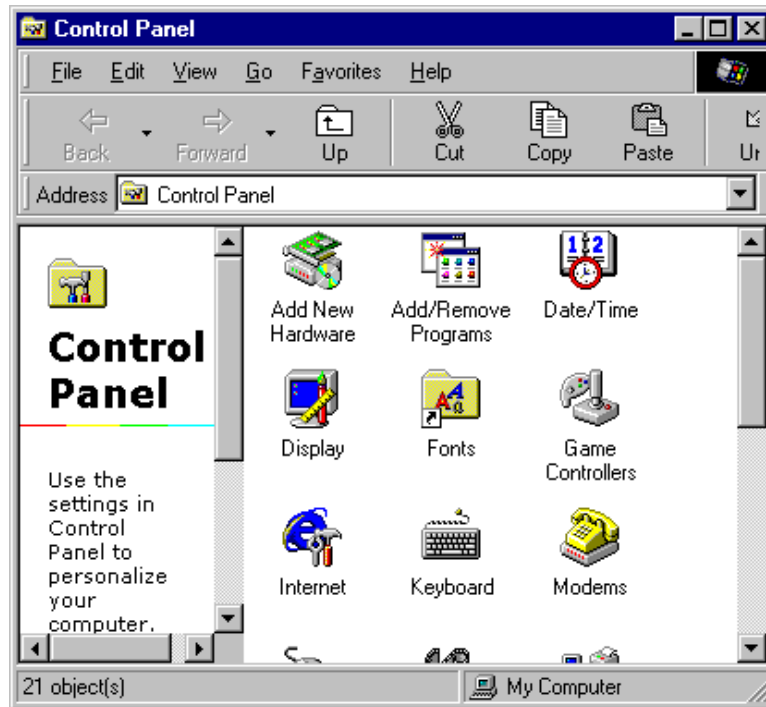 Control Panel
File Edit View Go Favorites Help
Back Forward Up Cut Copy Paste
Address Control Panel
Control
Panel
Use the
settings in
Control
Panel to
personalize
your
computer.
Add New
Hardware
Add/Remove
Programs
Date/Time
Display
Fonts
Game
Controllers
Internet
Keyboard
Modems
21 object(s)
My Computer